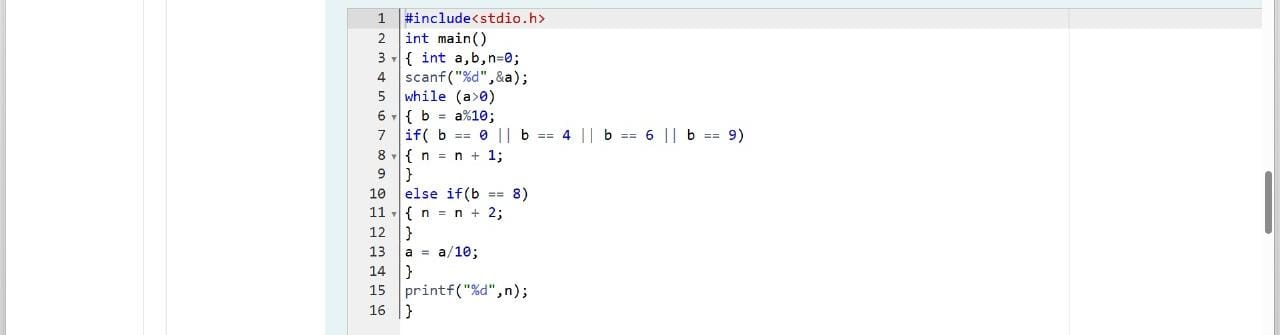 1 #include<stdio.h>
2 int main()
3 { int a,b,n=0;
4 scanf("%d",&a);
5 while (a>0)
6 { b = a%10;
7 if( b == 0 || b == 4 || b == 6 || b == 9)
8 { n = n + 1;
9 }
10 else if(b == 8)
11 { n = n + 2;
12 }
13 a = a/10;
14 }
15 printf("%d",n);
16 }